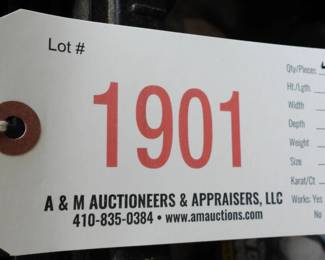 Lot #
1901
A & M AUCTIONEERS & APPRAISERS, LLC
410-835-0384 • www.amauctions.com
Qty/Pieces
Ht./Lgth.
Width
Depth
Weight
Size
Karat/Ct
Works: Yes
No